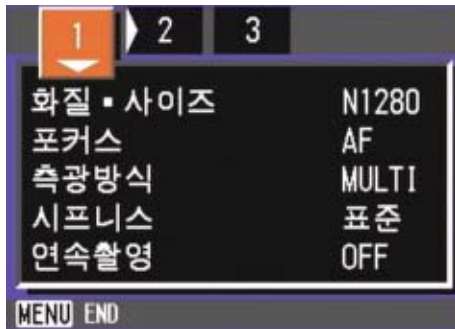 1 2 3
화질▪사이즈 N1280
포커스 AF
측광방식 MULTI
시프니스 표준
연속촬영 OFF
MENU END